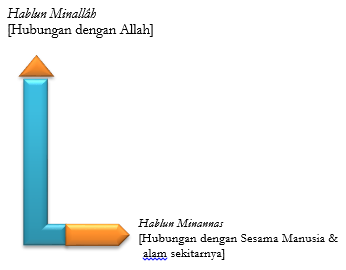 Hablun Minallâh
[Hubungan dengan Allah]
Hablun Minannas
[Hubungan dengan Sesama Manusia &
alam sekitarnya]